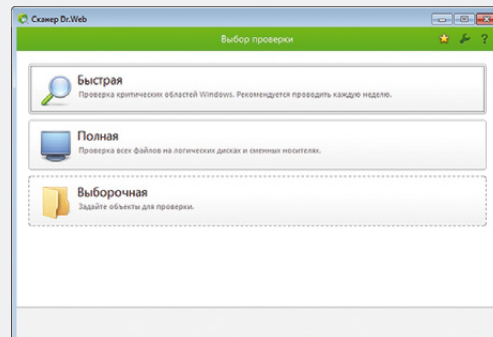 Сканер Dr.Web
Выбор проверки
?
Быстрая
Проверка критических областей Windows. Рекомендуется проводить каждую неделю.
Полная
Проверка всех файлов на логических дисках и сменных носителях.
Выборочная
Задайте объекты для проверки.